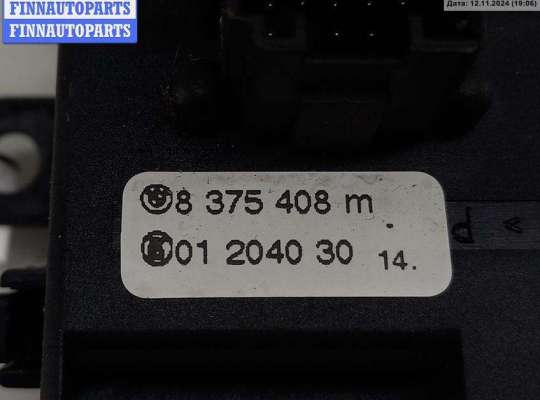 FINNAUTOPARTS
FINNAUTOPARTS
Дата: 12.11.2024 (19:06)
8 375 408 m
01 2040 30 14.